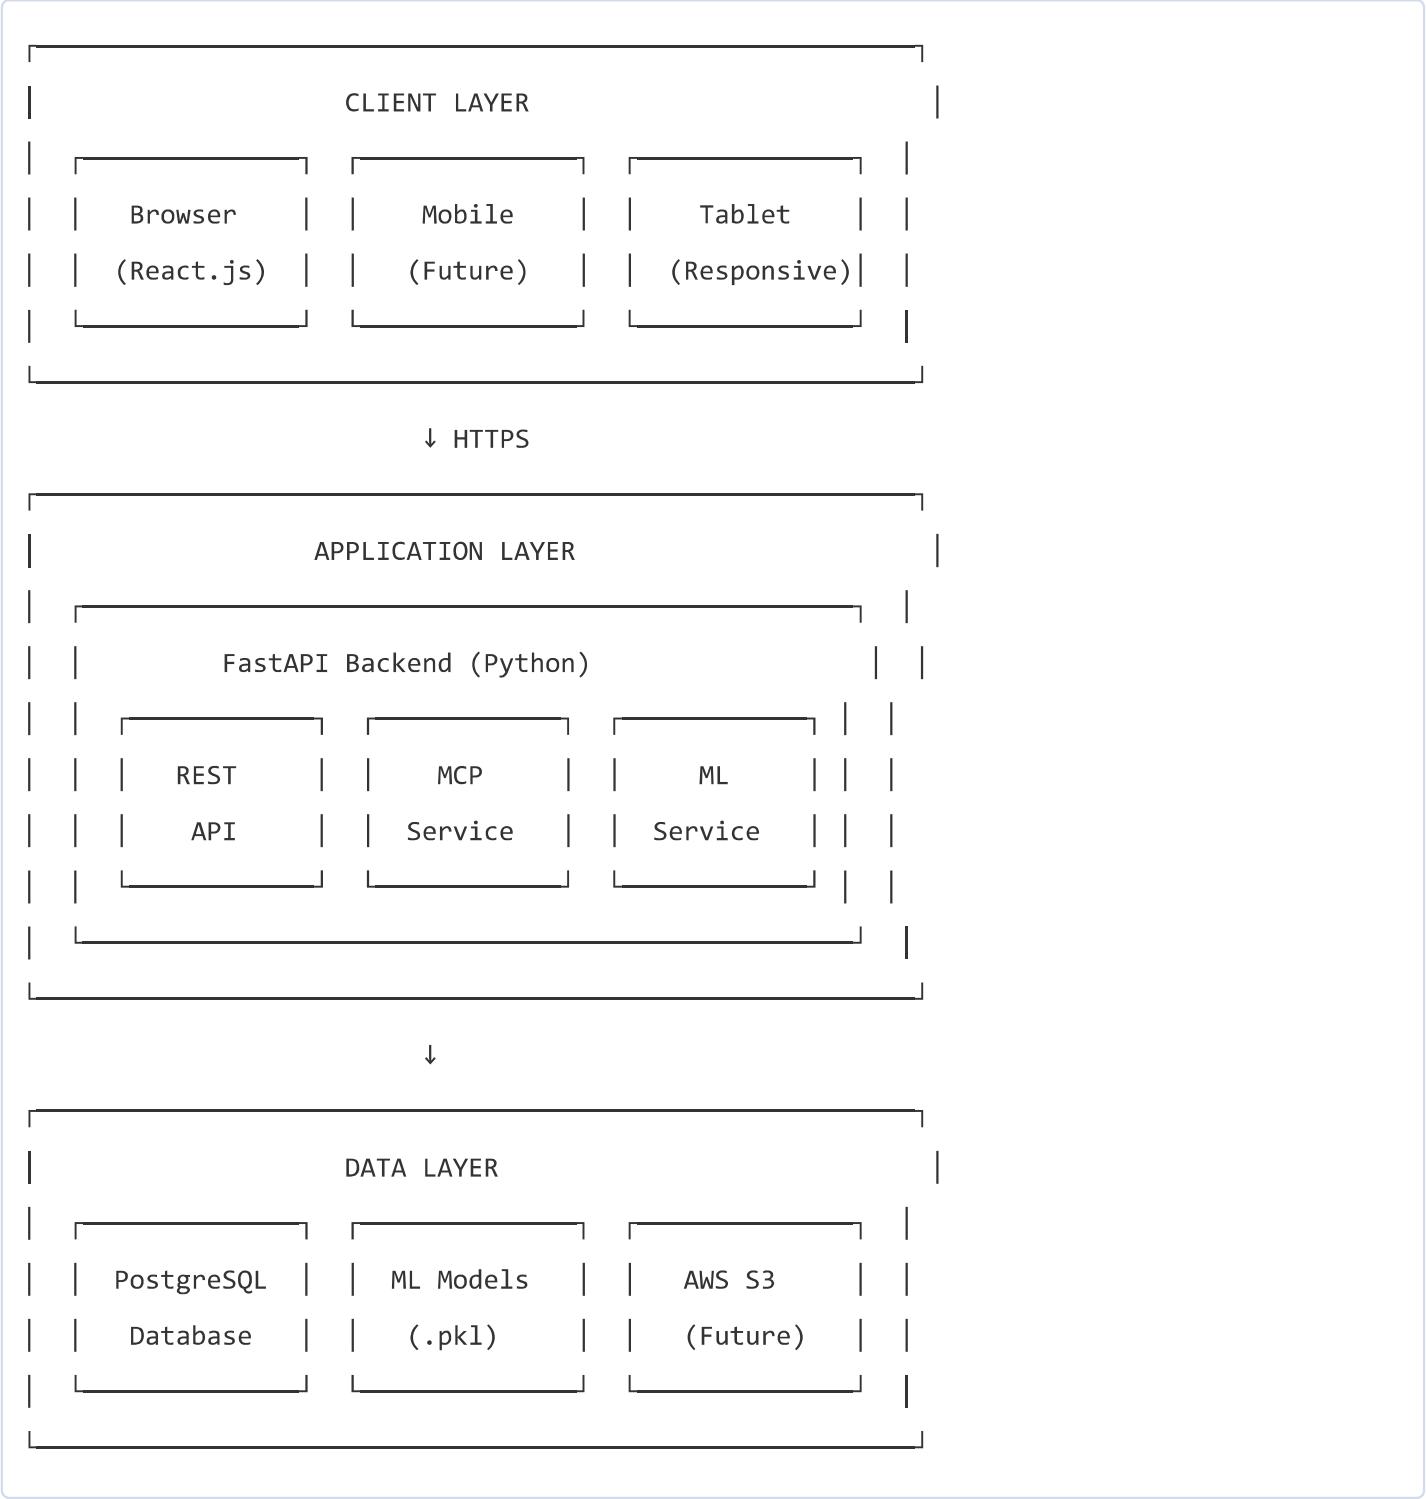 CLIENT LAYER
Browser Mobile Tablet
(React.js) (Future) (Responsive)
↓ HTTPS
APPLICATION LAYER
FastAPI Backend (Python)
REST MCP ML
API Service Service
↓
DATA LAYER
PostgreSQL ML Models AWS S3
Database (.pkl) (Future)